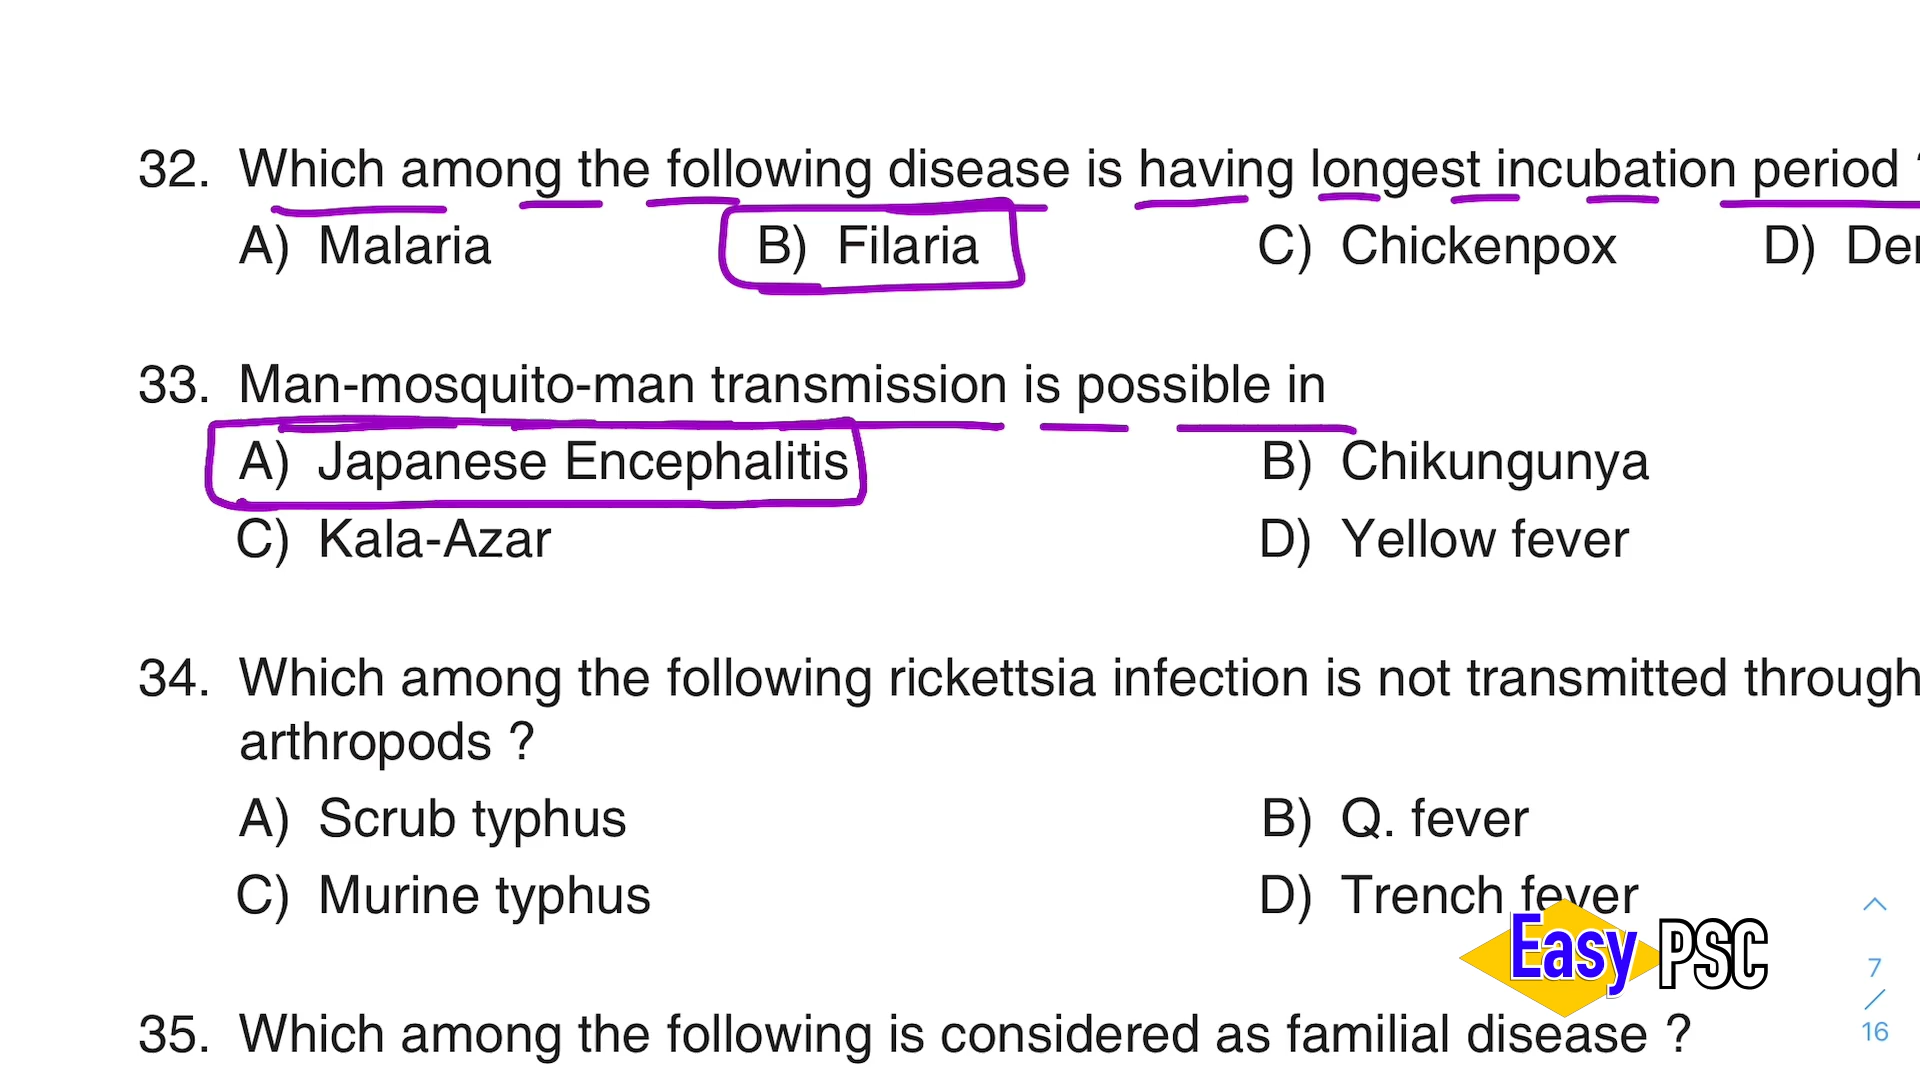 32. Which among the following disease is having longest incubation period
A) Malaria B) Filaria C) Chickenpox D)
33. Man-mosquito-man transmission is possible in
A) Japanese Encephalitis B) Chikungunya
C) Kala-Azar D) Yellow fever
34. Which among the following rickettsia infection is not transmitted through
arthropods ?
A) Scrub typhus B) Q. fever
C) Murine typhus D) Trench fever
Easy PSC
7
/
16
35. Which among the following is considered as familial disease ?